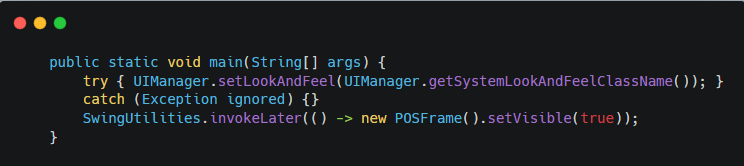 public static void main(String[] args) {
    try { UIManager.setLookAndFeel(UIManager.getSystemLookAndFeelClassName()); }
    catch (Exception ignored) {}
    SwingUtilities.invokeLater(() -> new POSFrame().setVisible(true));
}